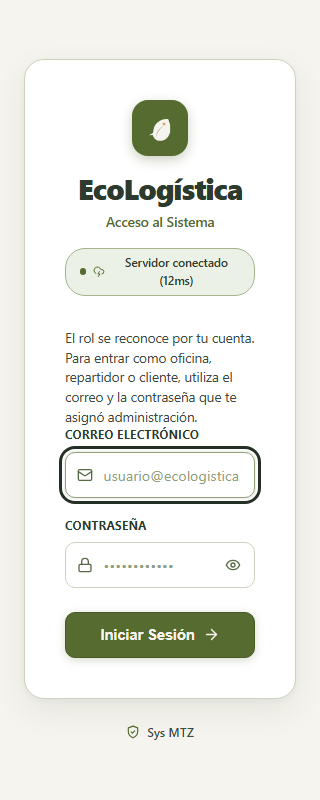 EcoLogística
Acceso al Sistema
Servidor conectado
(12ms)
El rol se reconoce por tu cuenta.
Para entrar como oficina,
repartidor o cliente, utiliza el
correo y la contraseña que te
asignó administración.
CORREO ELECTRÓNICO
usuario@ecologistica
CONTRASEÑA
••••••••••••
Iniciar Sesión
Sys MTZ